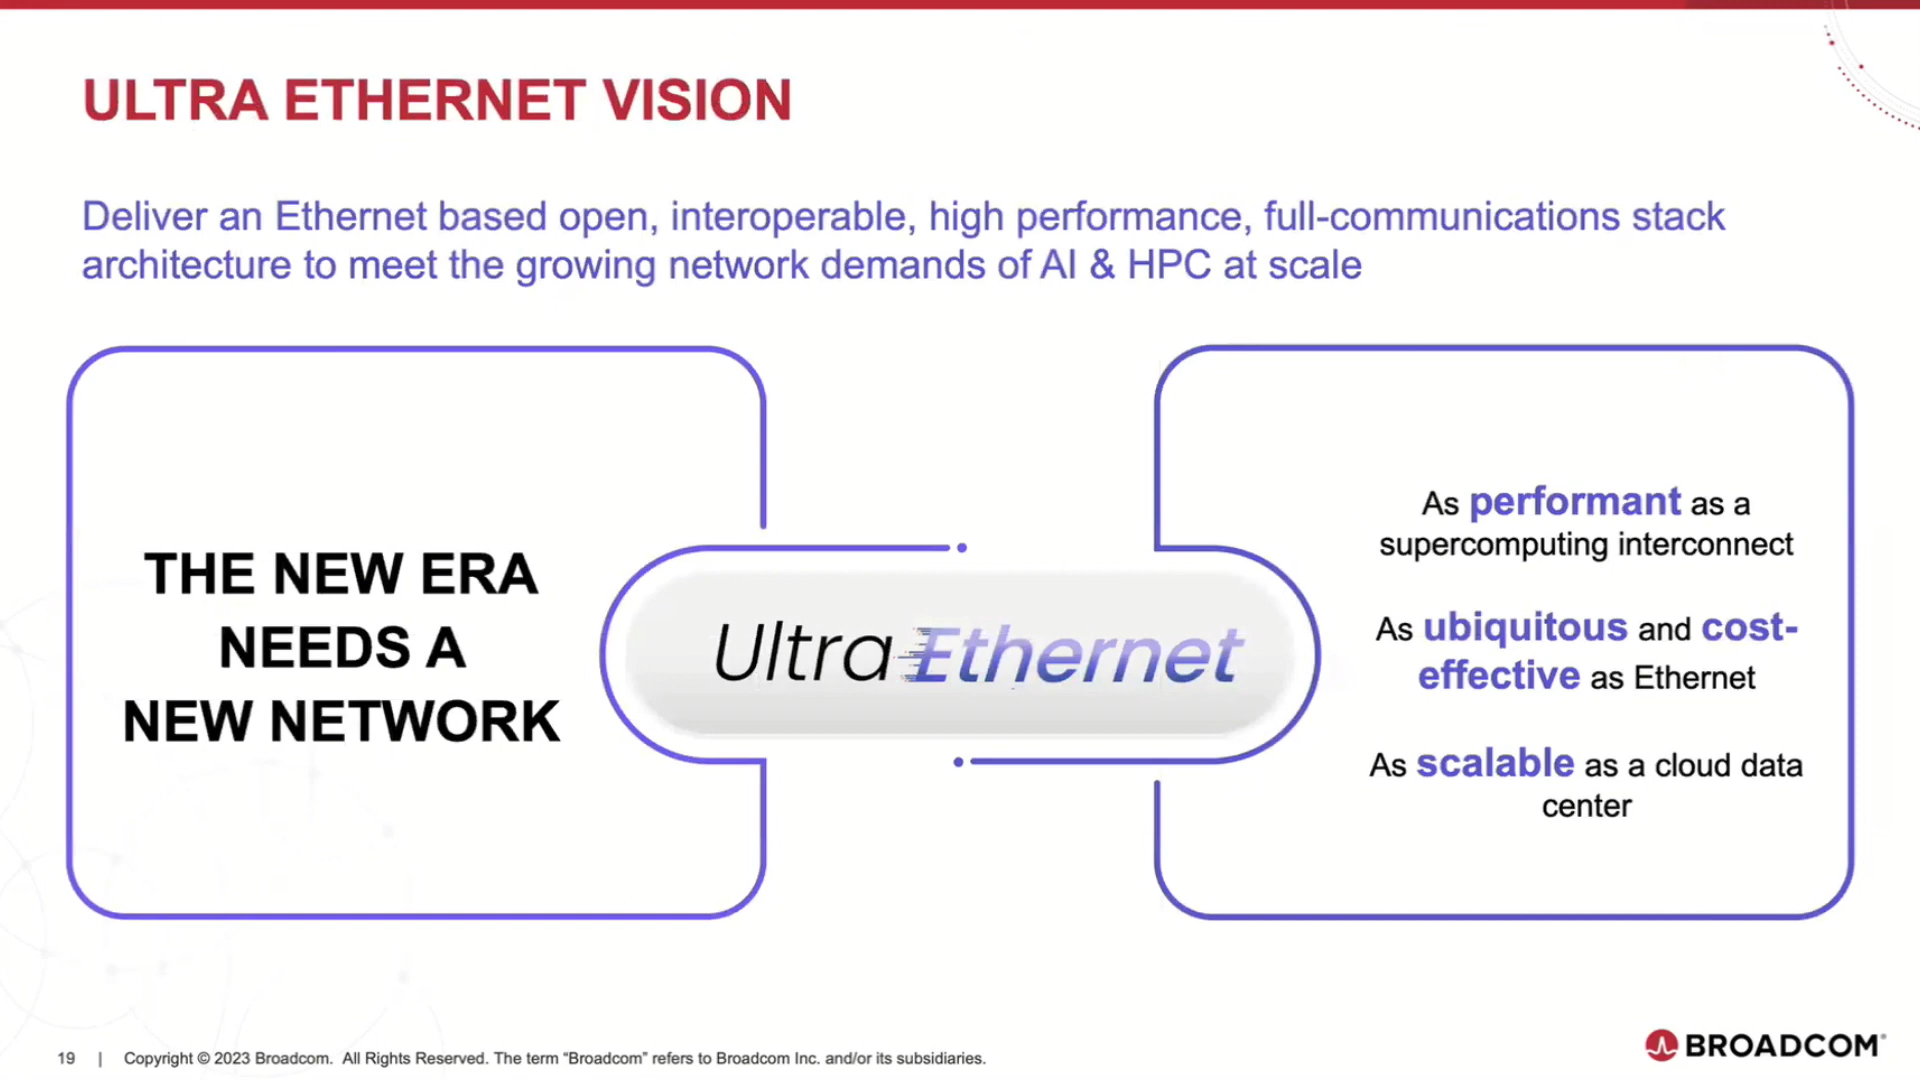 ULTRA ETHERNET VISION
Deliver an Ethernet based open, interoperable, high performance, full-communications stack
architecture to meet the growing network demands of AI & HPC at scale
THE NEW ERA
NEEDS A
NEW NETWORK
Ultra Ethernet
As performant as a
supercomputing interconnect
As ubiquitous and cost-
effective as Ethernet
As scalable as a cloud data
center
19 | Copyright © 2023 Broadcom. All Rights Reserved. The term “Broadcom” refers to Broadcom Inc. and/or its subsidiaries.
BROADCOM®